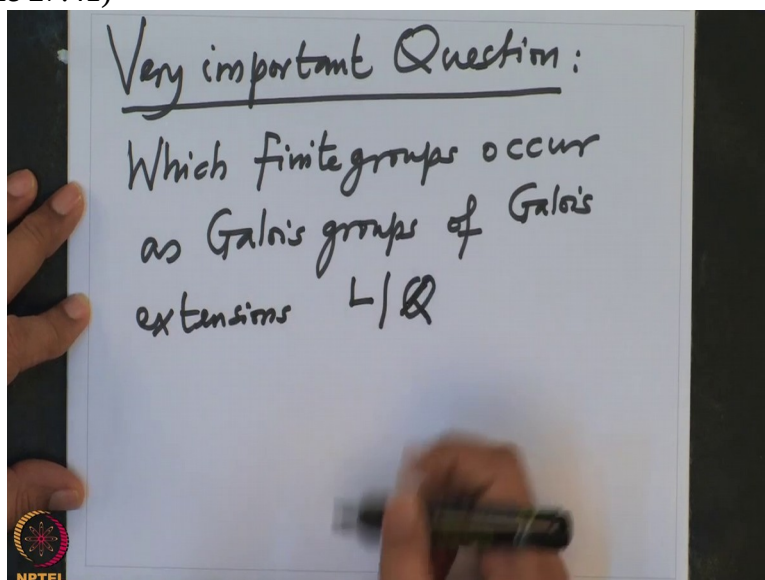 Very important Question:
Which finite groups occur
as Galois groups of Galois
extensions L/Q
NPTEL